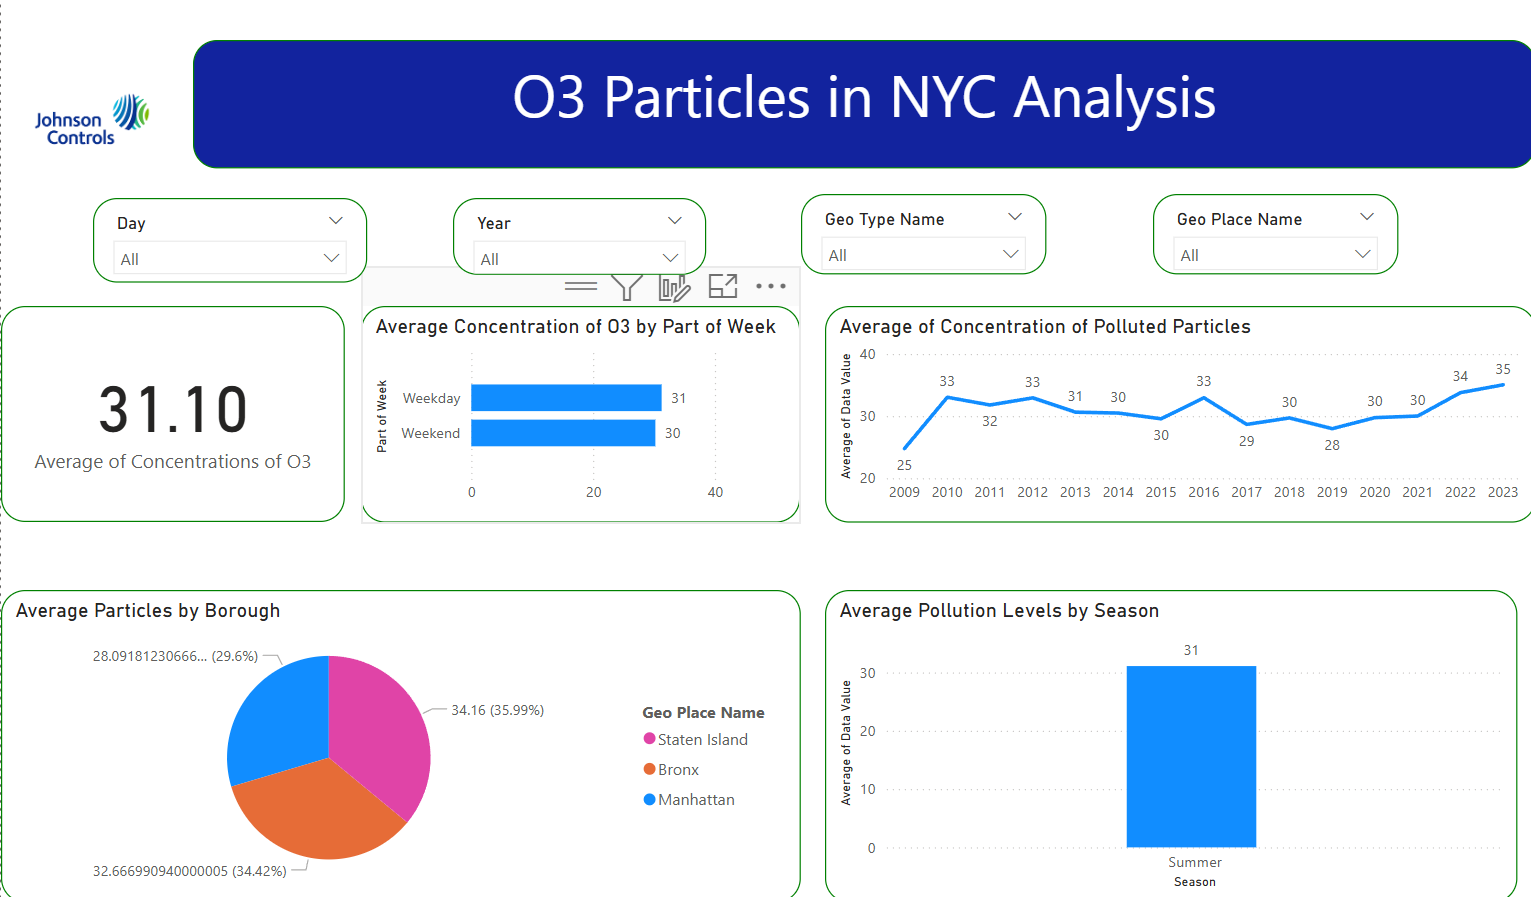 O3 Particles in NYC Analysis
Johnson
Controls
Day
All
Year
All
Geo Type Name
All
Geo Place Name
All
31.10
Average of Concentrations of O3
Average Concentration of O3 by Part of Week
Part of Week
Weekday
31
Weekend
30
0 20 40
Average of Concentration of Polluted Particles
Average of Data Value
40
30
20
25 33 32 33 31 30 30 33 29 30 28 30 30 34 35
2009 2010 2011 2012 2013 2014 2015 2016 2017 2018 2019 2020 2021 2022 2023
Average Particles by Borough
28.09181230666... (29.6%)
34.16 (35.99%)
32.666990940000005 (34.42%)
Geo Place Name
Staten Island
Bronx
Manhattan
Average Pollution Levels by Season
Average of Data Value
31
30
20
10
0
Summer
Season